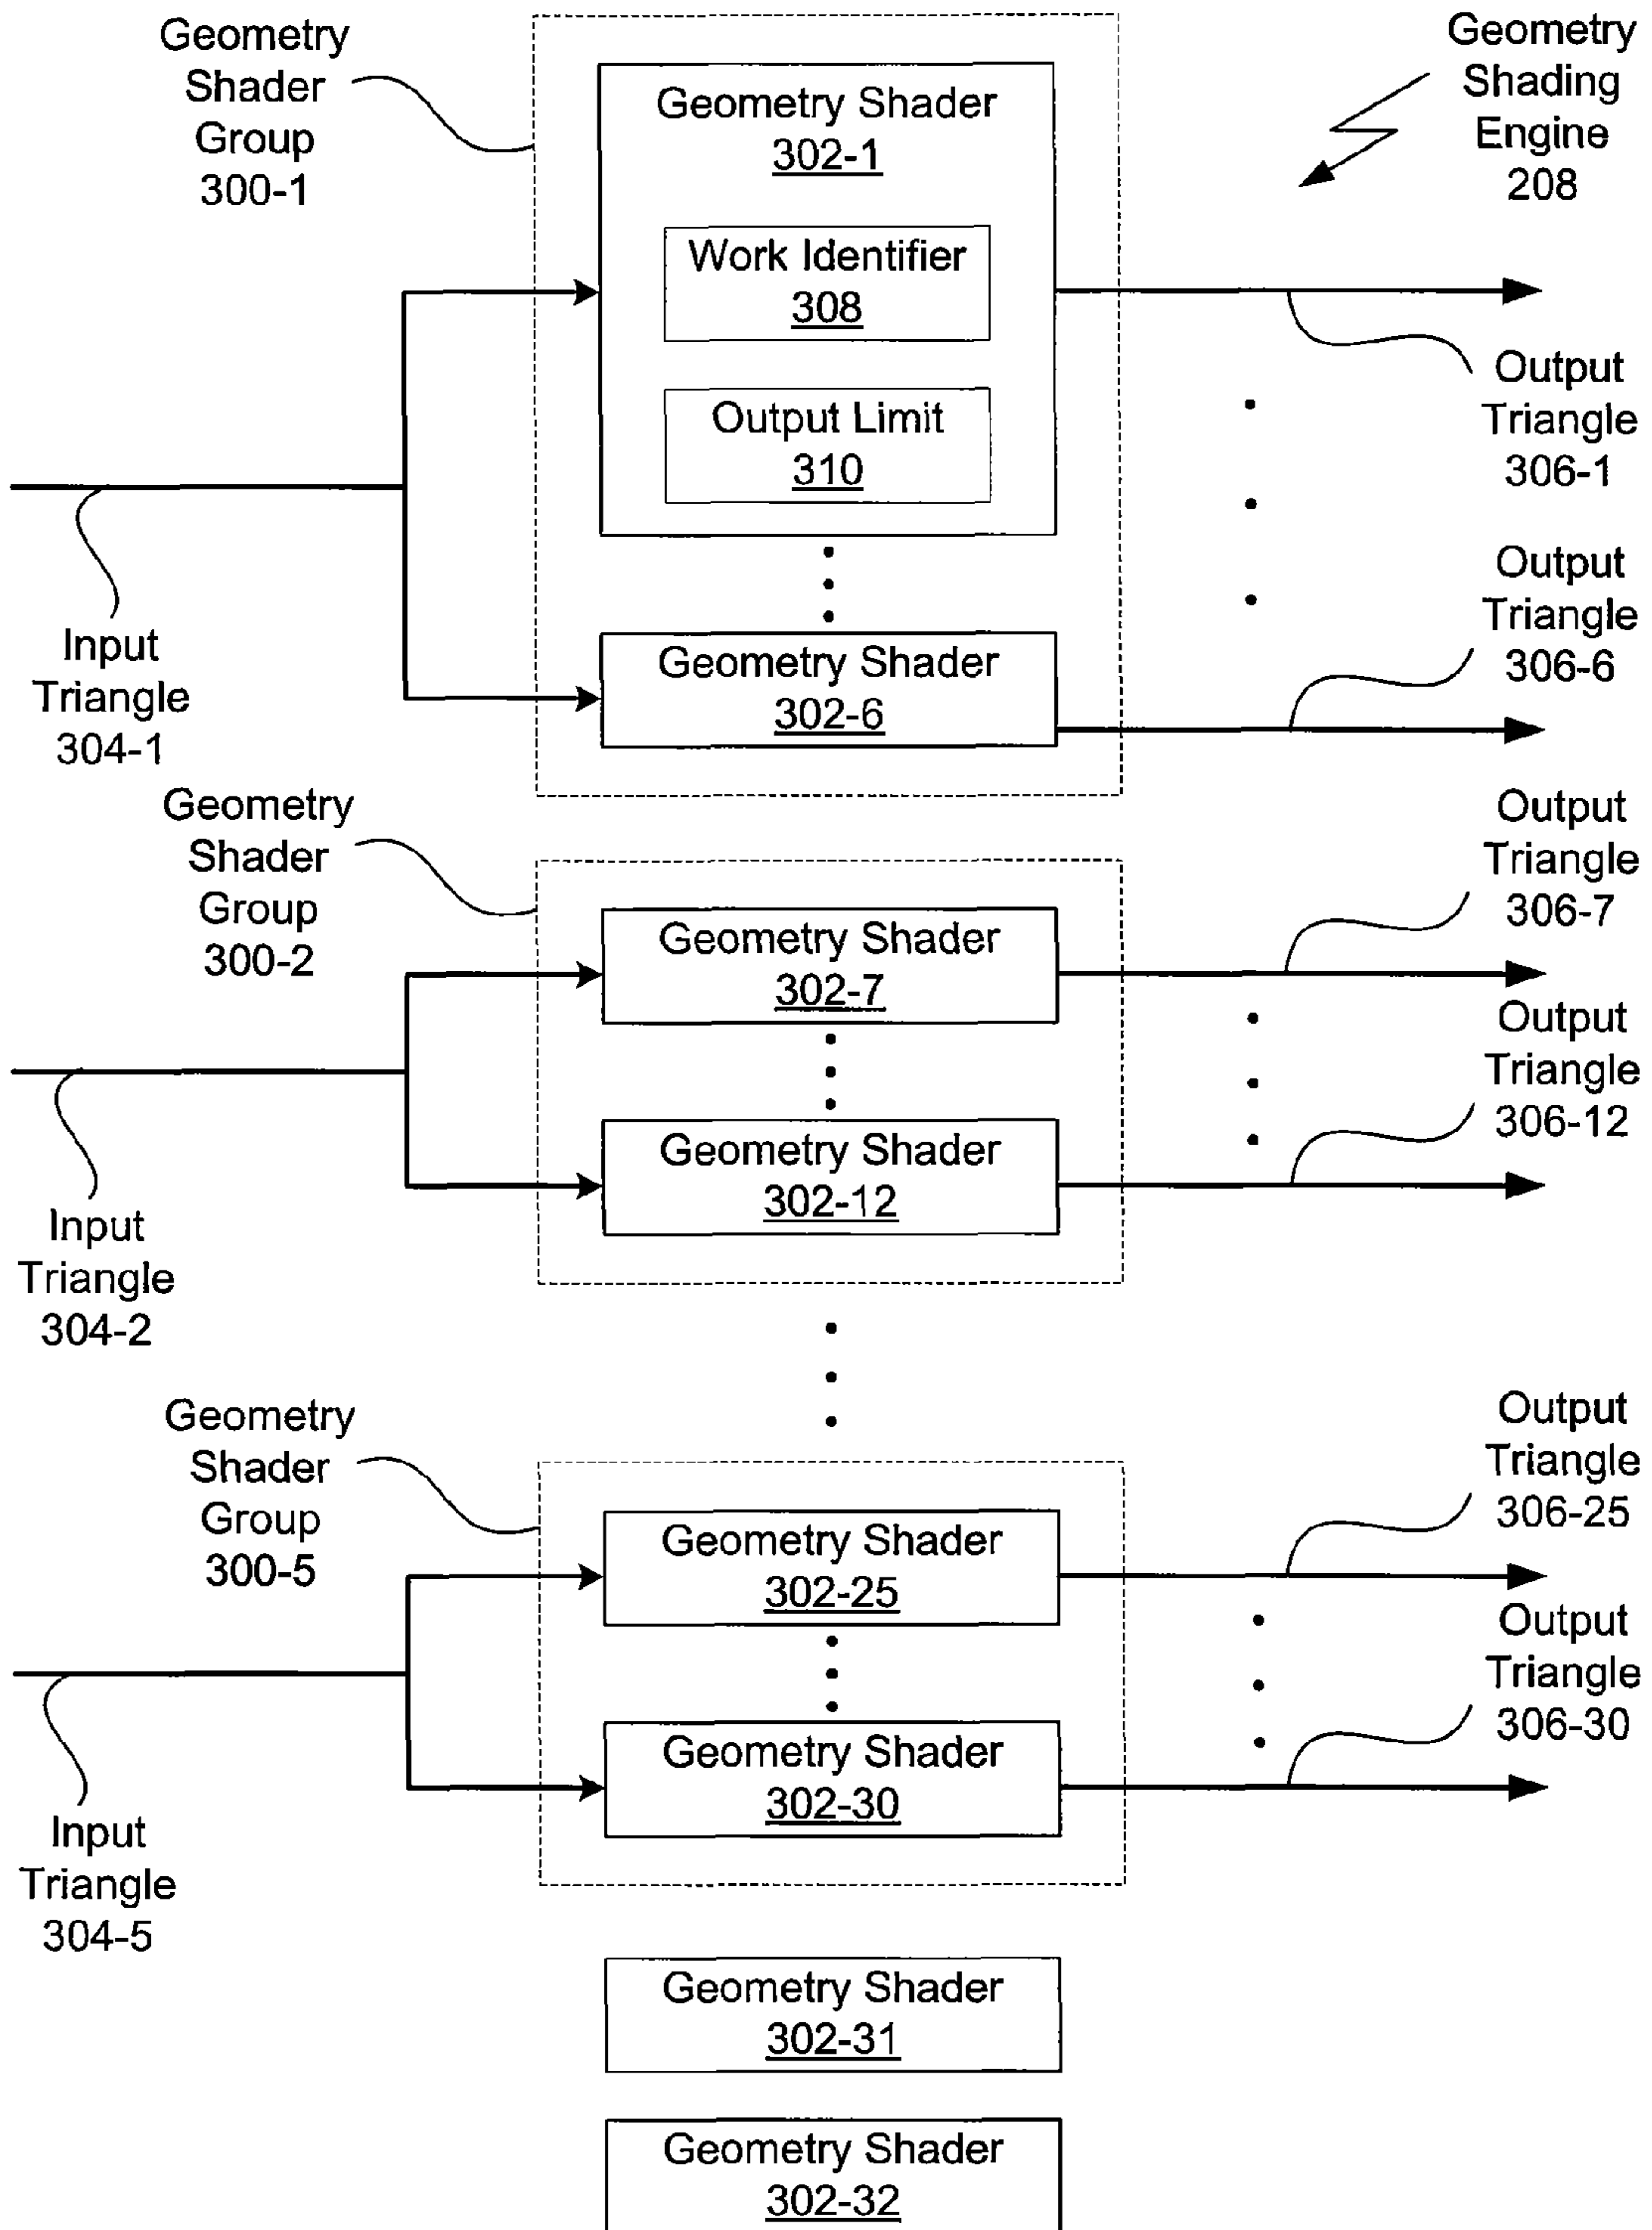 Geometry
Shader
Group
300-1
Geometry Shader
302-1
Work Identifier
308
Output Limit
310
Geometry
Shading
Engine
208
Output
Triangle
306-1
Input
Triangle
304-1
Geometry Shader
302-6
Output
Triangle
306-6
Geometry
Shader
Group
300-2
Geometry Shader
302-7
Output
Triangle
306-7
Input
Triangle
304-2
Geometry Shader
302-12
Output
Triangle
306-12
Geometry
Shader
Group
300-5
Geometry Shader
302-25
Output
Triangle
306-25
Input
Triangle
304-5
Geometry Shader
302-30
Output
Triangle
306-30
Geometry Shader
302-31
Geometry Shader
302-32